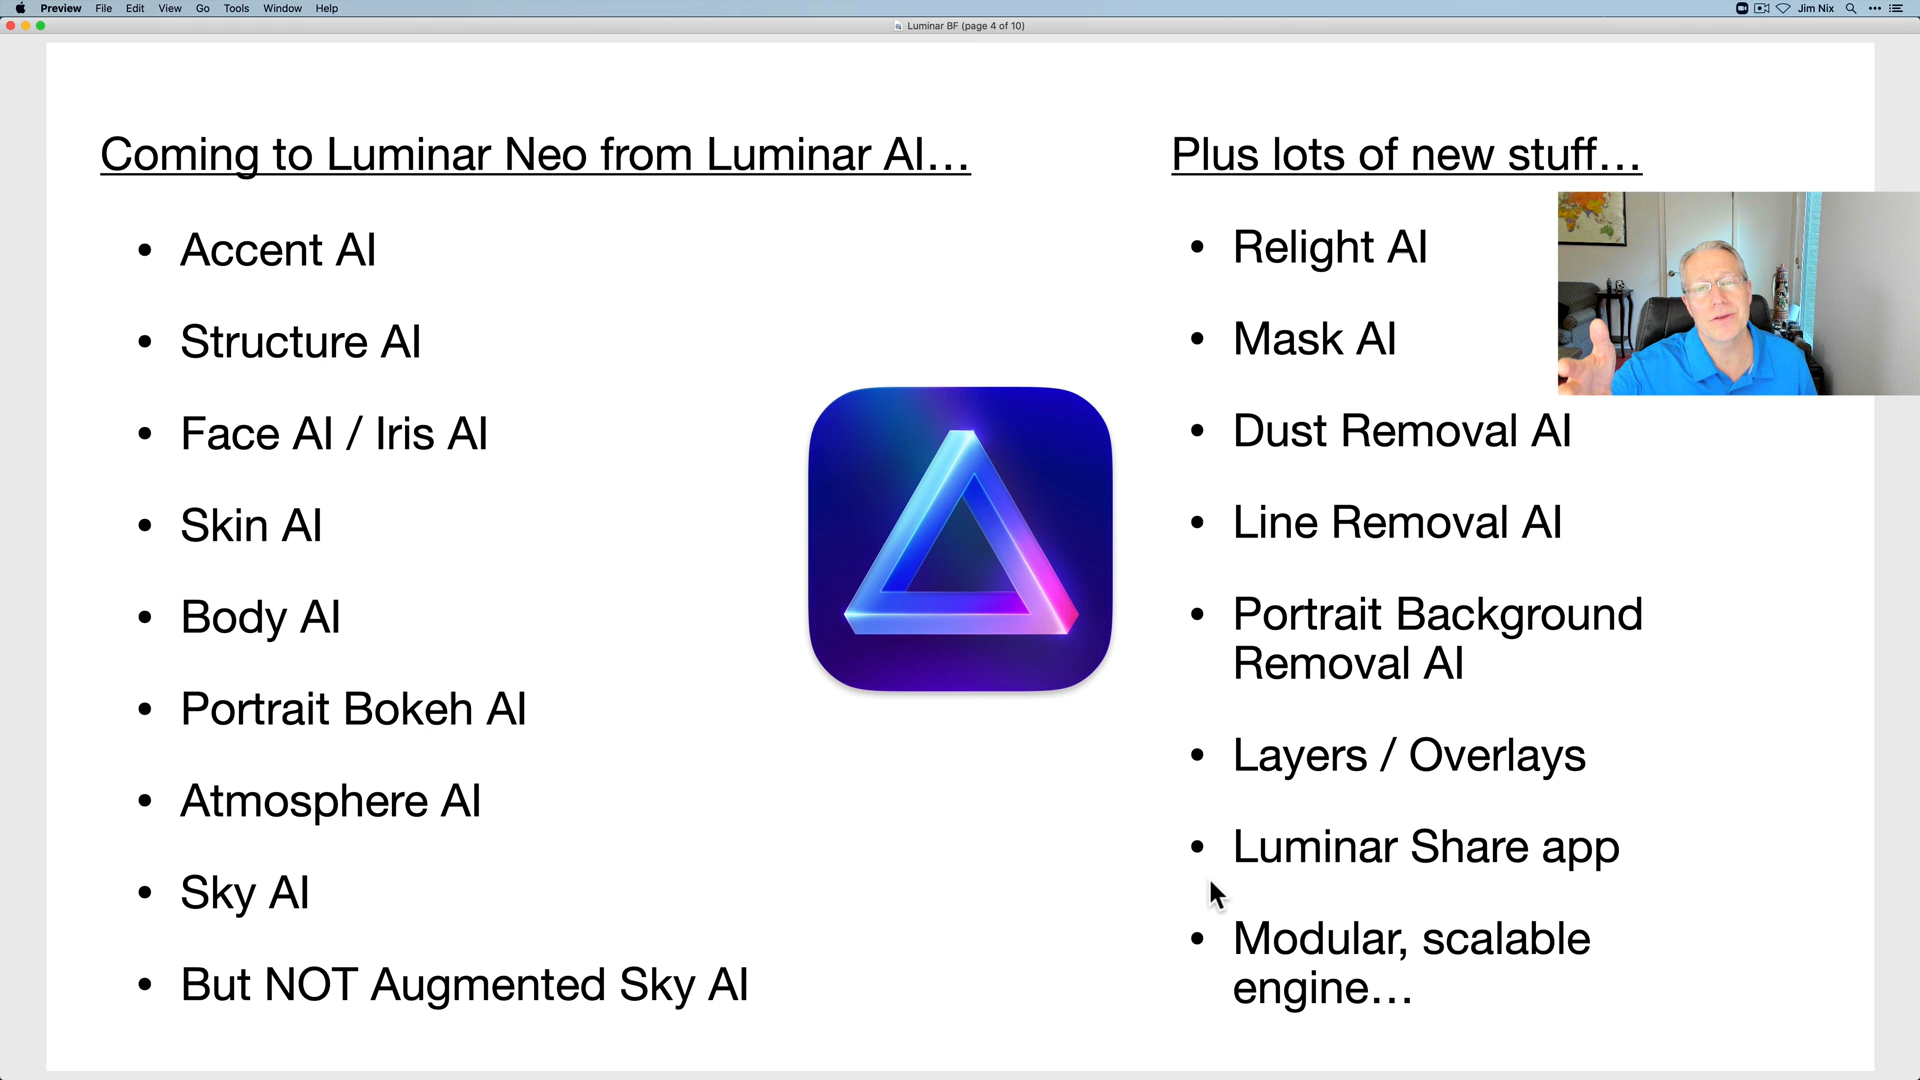 Preview File Edit View Go Tools Window Help Jim Nix
Luminar BF (page 4 of 10)
Coming to Luminar Neo from Luminar AI…
• Accent AI
• Structure AI
• Face AI / Iris AI
• Skin AI
• Body AI
• Portrait Bokeh AI
• Atmosphere AI
• Sky AI
• But NOT Augmented Sky AI
Plus lots of new stuff…
• Relight AI
• Mask AI
• Dust Removal AI
• Line Removal AI
• Portrait Background
Removal AI
• Layers / Overlays
• Luminar Share app
• Modular, scalable
engine…